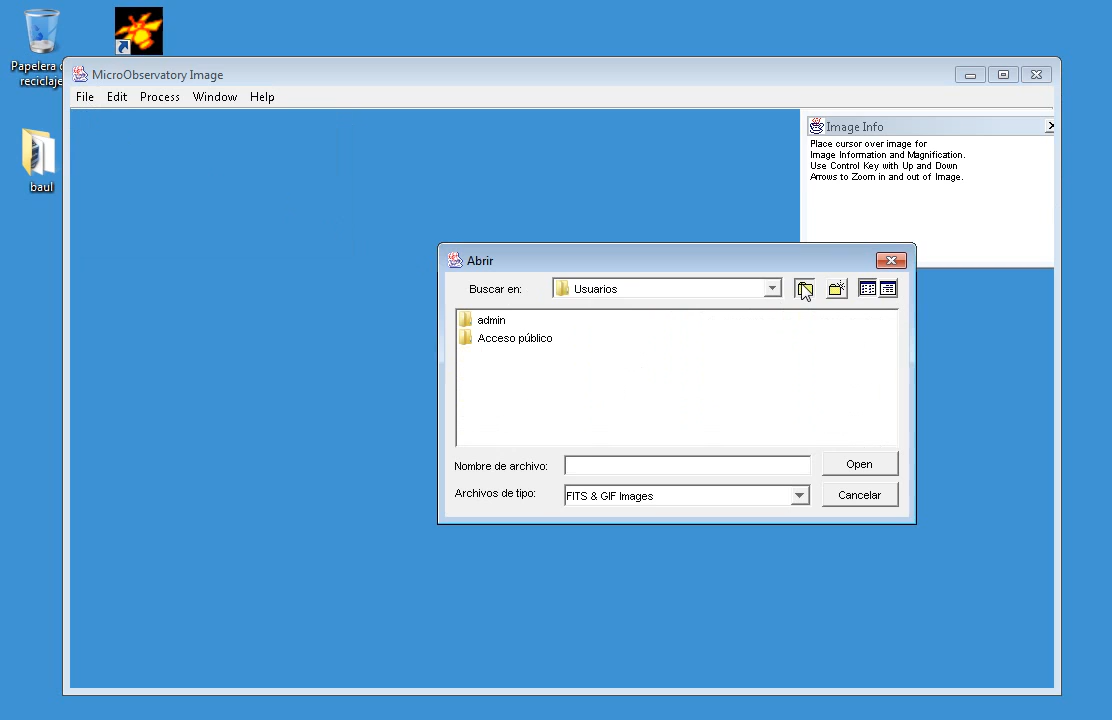 Papelera de
reciclaje
baul
MicroObservatory Image
File Edit Process Window Help
Image Info
Place cursor over image for
Image Information and Magnification.
Use Control Key with Up and Down
Arrows to Zoom in and out of Image.
Abrir
Buscar en: Usuarios
admin
Acceso público
Nombre de archivo: Open
Archivos de tipo: FITS & GIF Images Cancelar